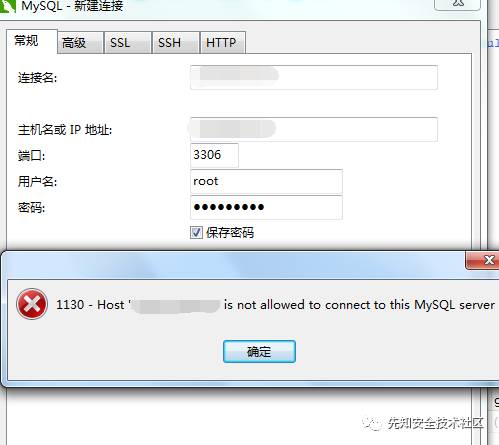 MySQL - 新建连接
常规 高级 SSL SSH HTTP
连接名:
主机名或 IP 地址:
端口: 3306
用户名: root
密码: ●●●●●●●●●
保存密码
1130 - Host ' is not allowed to connect to this MySQL server
确定
先知安全技术社区